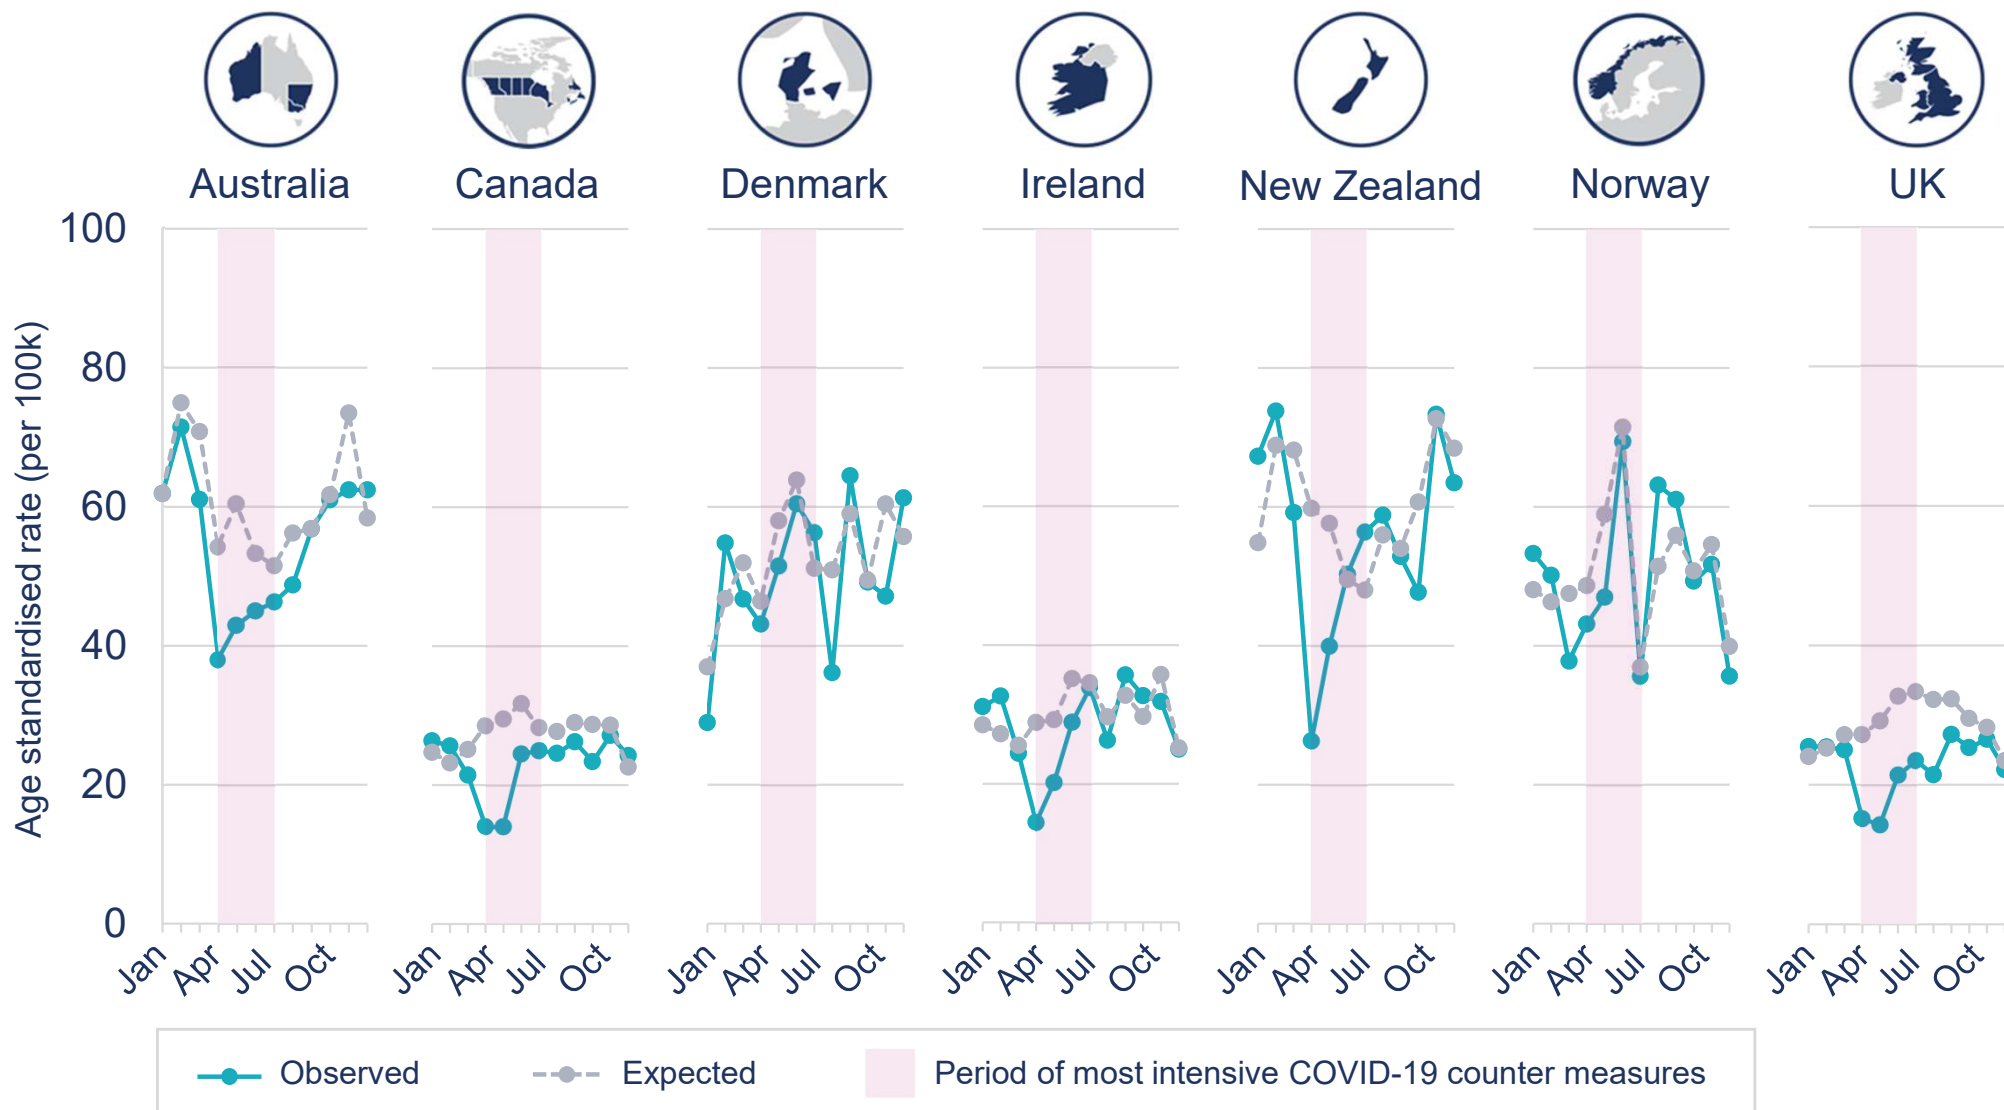 Australia Canada Denmark Ireland New Zealand Norway UK
Age standardised rate (per 100k)
100
80
60
40
20
0
Jan Apr Jul Oct Jan Apr Jul Oct Jan Apr Jul Oct Jan Apr Jul Oct Jan Apr Jul Oct Jan Apr Jul Oct Jan Apr Jul Oct
Observed Expected Period of most intensive COVID-19 counter measures